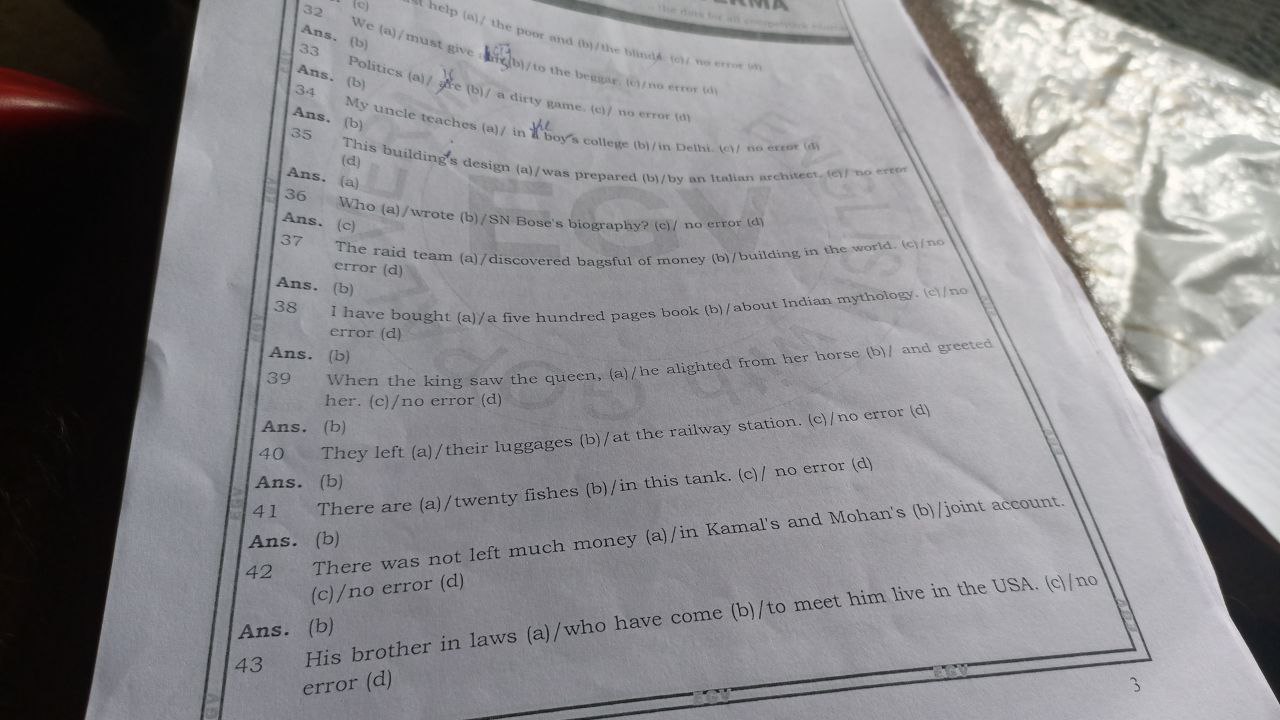 help (a)/ the poor and (b)/the blinds. (c)/ no error (d)
(c)
32 We (a)/must give (b)/to the beggar. (c)/no error (d)
Ans. (b)
33 Politics (a)/ are (b)/ a dirty game. (c)/ no error (d)
Ans. (b)
34 My uncle teaches (a)/ in the boy's college (b)/in Delhi. (c)/ no error (d)
Ans. (b)
35 This building's design (a)/was prepared (b)/by an Italian architect. (c)/ no error
(d)
Ans. (a)
36 Who (a)/wrote (b)/SN Bose's biography? (c)/ no error (d)
Ans. (c)
37 The raid team (a)/discovered bagsful of money (b)/building in the world. (c)/no
error (d)
Ans. (b)
38 I have bought (a)/a five hundred pages book (b)/about Indian mythology. (c)/no
error (d)
Ans. (b)
39 When the king saw the queen, (a)/he alighted from her horse (b)/ and greeted
her. (c)/no error (d)
Ans. (b)
40 They left (a)/their luggages (b)/at the railway station. (c)/no error (d)
Ans. (b)
41 There are (a)/twenty fishes (b)/in this tank. (c)/ no error (d)
Ans. (b)
42 There was not left much money (a)/in Kamal's and Mohan's (b)/joint account.
(c)/no error (d)
Ans. (b)
43 His brother in laws (a)/who have come (b)/to meet him live in the USA. (c)/no
error (d)
EGV
EGV
3